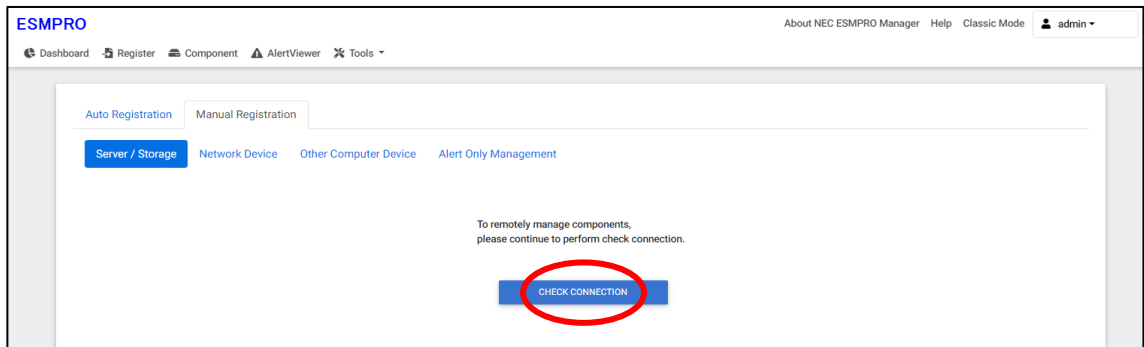 ESMPRO
About NEC ESMPRO Manager Help Classic Mode admin
Dashboard Register Component AlertViewer Tools
Auto Registration Manual Registration
Server / Storage Network Device Other Computer Device Alert Only Management
To remotely manage components,
please continue to perform check connection.
CHECK CONNECTION